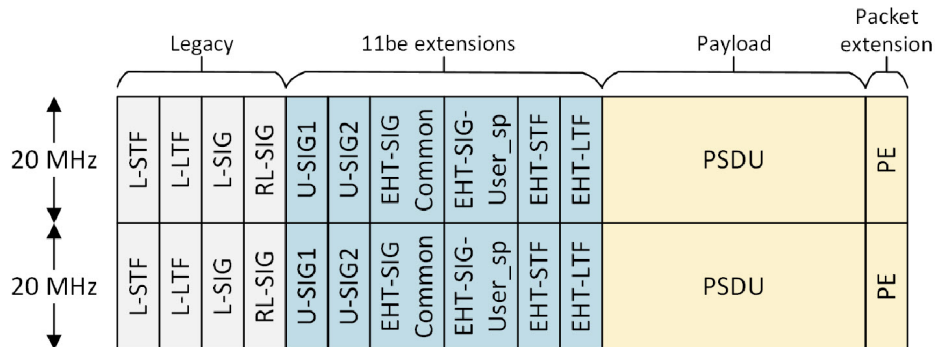 Legacy
11be extensions
Payload
Packet
extension
20 MHz
L-STF
L-LTF
L-SIG
RL-SIG
U-SIG1
U-SIG2
EHT-SIG
Common
EHT-SIG-
User_sp
EHT-STF
EHT-LTF
PSDU
PE
20 MHz
L-STF
L-LTF
L-SIG
RL-SIG
U-SIG1
U-SIG2
EHT-SIG
Common
EHT-SIG-
User_sp
EHT-STF
EHT-LTF
PSDU
PE